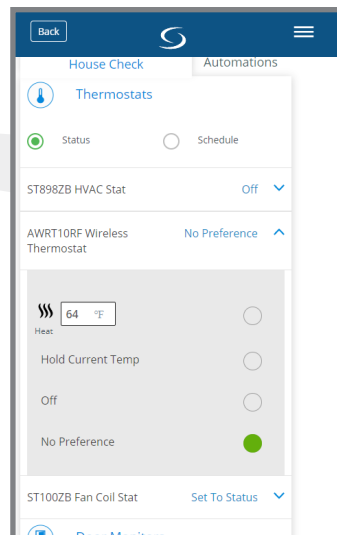 Back
House Check
Automations
Thermostats
Status
Schedule
ST898ZB HVAC Stat
Off
AWRT10RF Wireless
Thermostat
No Preference
64 °F
Heat
Hold Current Temp
Off
No Preference
ST100ZB Fan Coil Stat
Set To Status